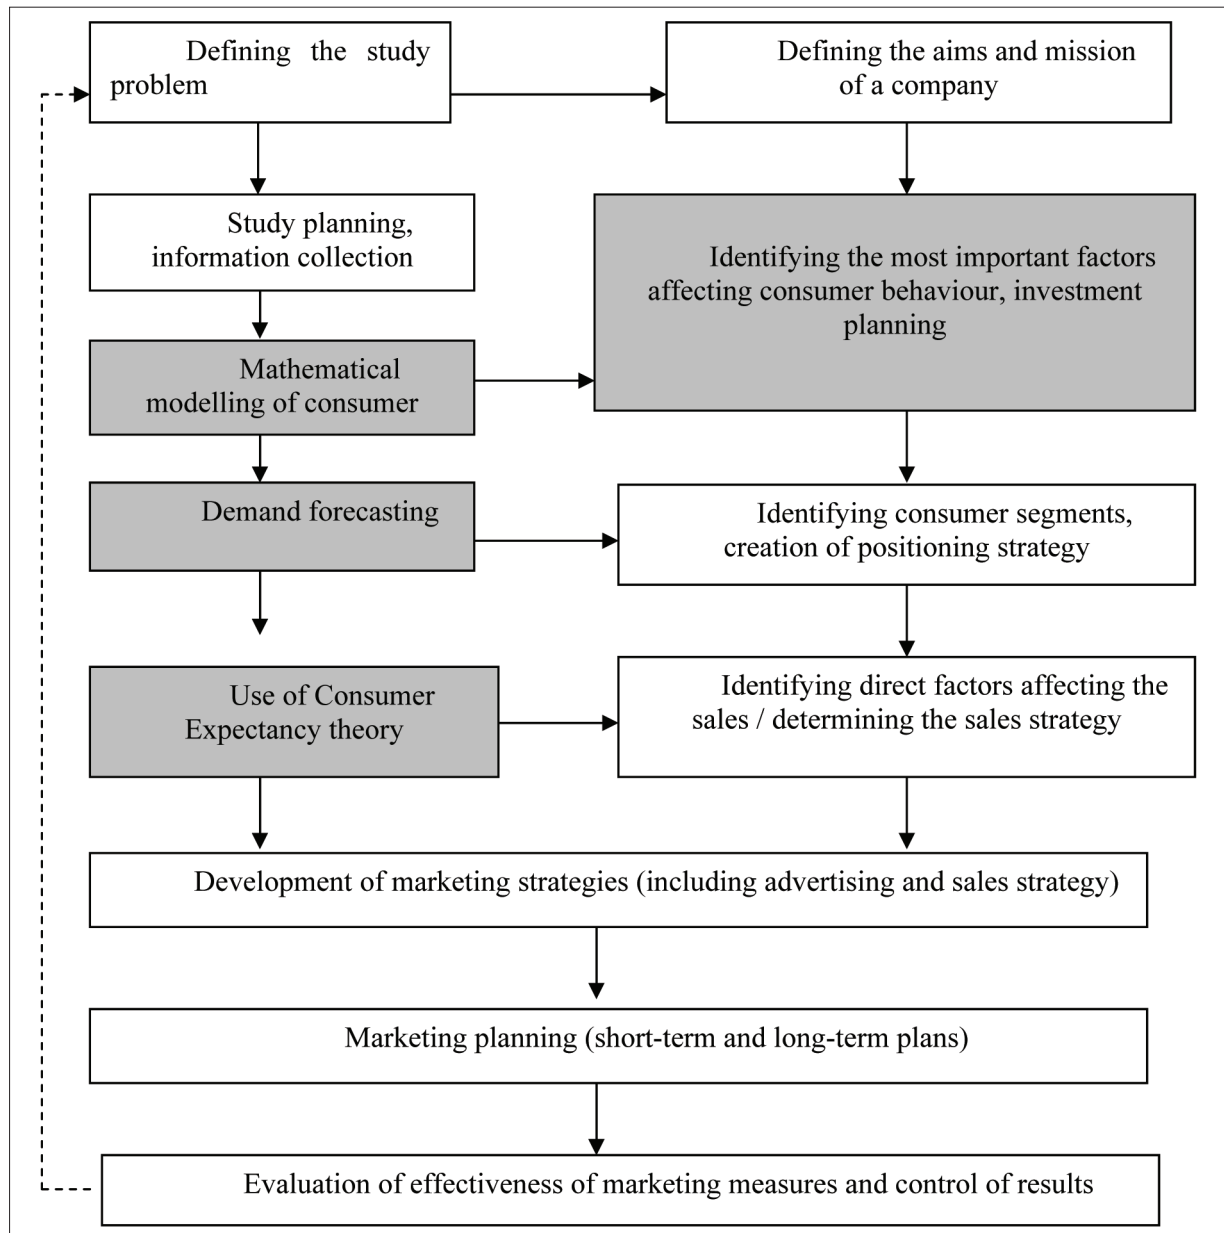 Defining the study
problem
Defining the aims and mission
of a company
Study planning,
information collection
Identifying the most important factors
affecting consumer behaviour, investment
planning
Mathematical
modelling of consumer
Demand forecasting
Identifying consumer segments,
creation of positioning strategy
Use of Consumer
Expectancy theory
Identifying direct factors affecting the
sales / determining the sales strategy
Development of marketing strategies (including advertising and sales strategy)
Marketing planning (short-term and long-term plans)
Evaluation of effectiveness of marketing measures and control of results